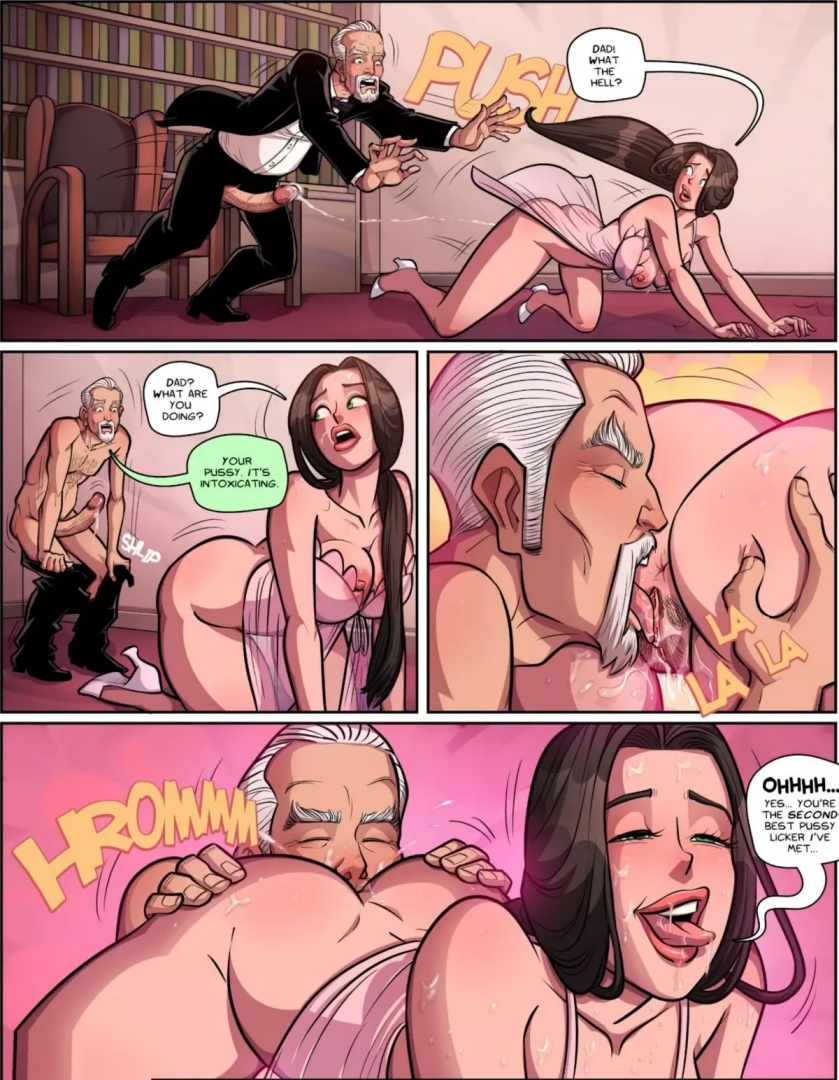 PUSH
DAD!
WHAT
THE
HELL?
DAD?
WHAT ARE
YOU
DOING?
YOUR
PUSSY. IT'S
INTOXICATING.
SHLIP
LA
LA
LA
HROMMM
OHHHH...
YES... YOU'RE
THE SECOND
BEST PUSSY
LICKER I'VE
MET...